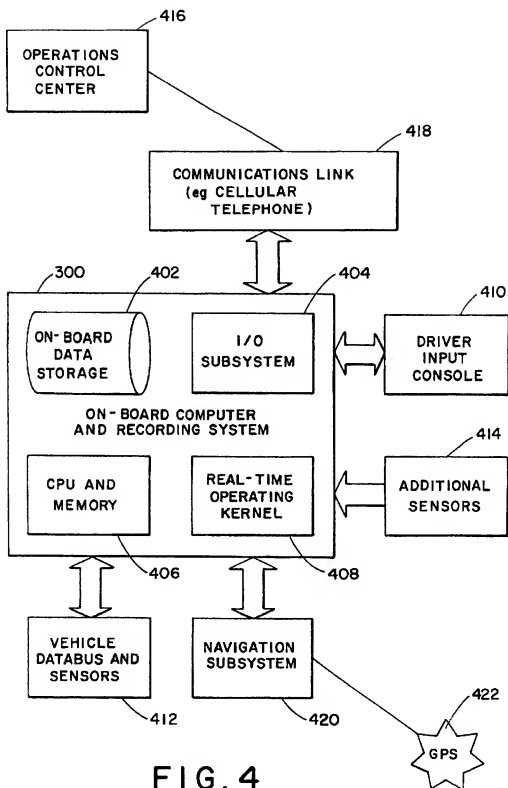 416
OPERATIONS
CONTROL
CENTER
418
COMMUNICATIONS LINK
(eg CELLULAR
TELEPHONE)
300
402
404
410
ON-BOARD
DATA
STORAGE
I/O
SUBSYSTEM
DRIVER
INPUT
CONSOLE
ON-BOARD COMPUTER
AND RECORDING SYSTEM
414
CPU AND
MEMORY
REAL-TIME
OPERATING
KERNEL
ADDITIONAL
SENSORS
406
408
VEHICLE
DATABUS AND
SENSORS
NAVIGATION
SUBSYSTEM
412
420
422
GPS
FIG. 4